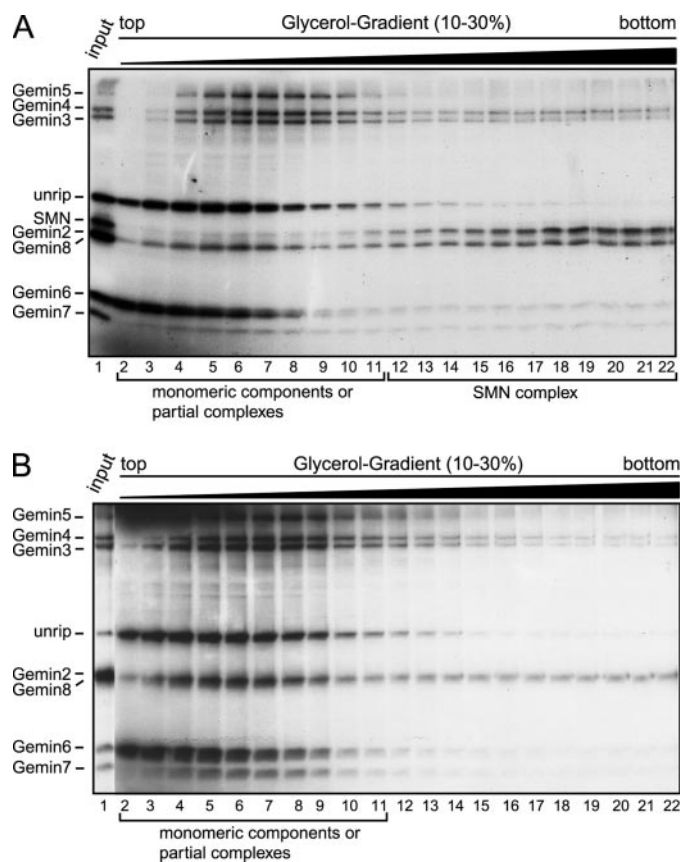 A
input
top Glycerol-Gradient (10-30%) bottom
Gemin5
Gemin4
Gemin3
unrip
SMN
Gemin2
Gemin8
Gemin6
Gemin7
1 2 3 4 5 6 7 8 9 10 11 12 13 14 15 16 17 18 19 20 21 22
monomeric components or SMN complex
partial complexes
B
input
top Glycerol-Gradient (10-30%) bottom
Gemin5
Gemin4
Gemin3
unrip
Gemin2
Gemin8
Gemin6
Gemin7
1 2 3 4 5 6 7 8 9 10 11 12 13 14 15 16 17 18 19 20 21 22
monomeric components or
partial complexes